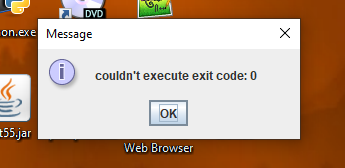 DVD
on.exe
Message
couldn't execute exit code: 0
OK
t55.jar
Web Browser